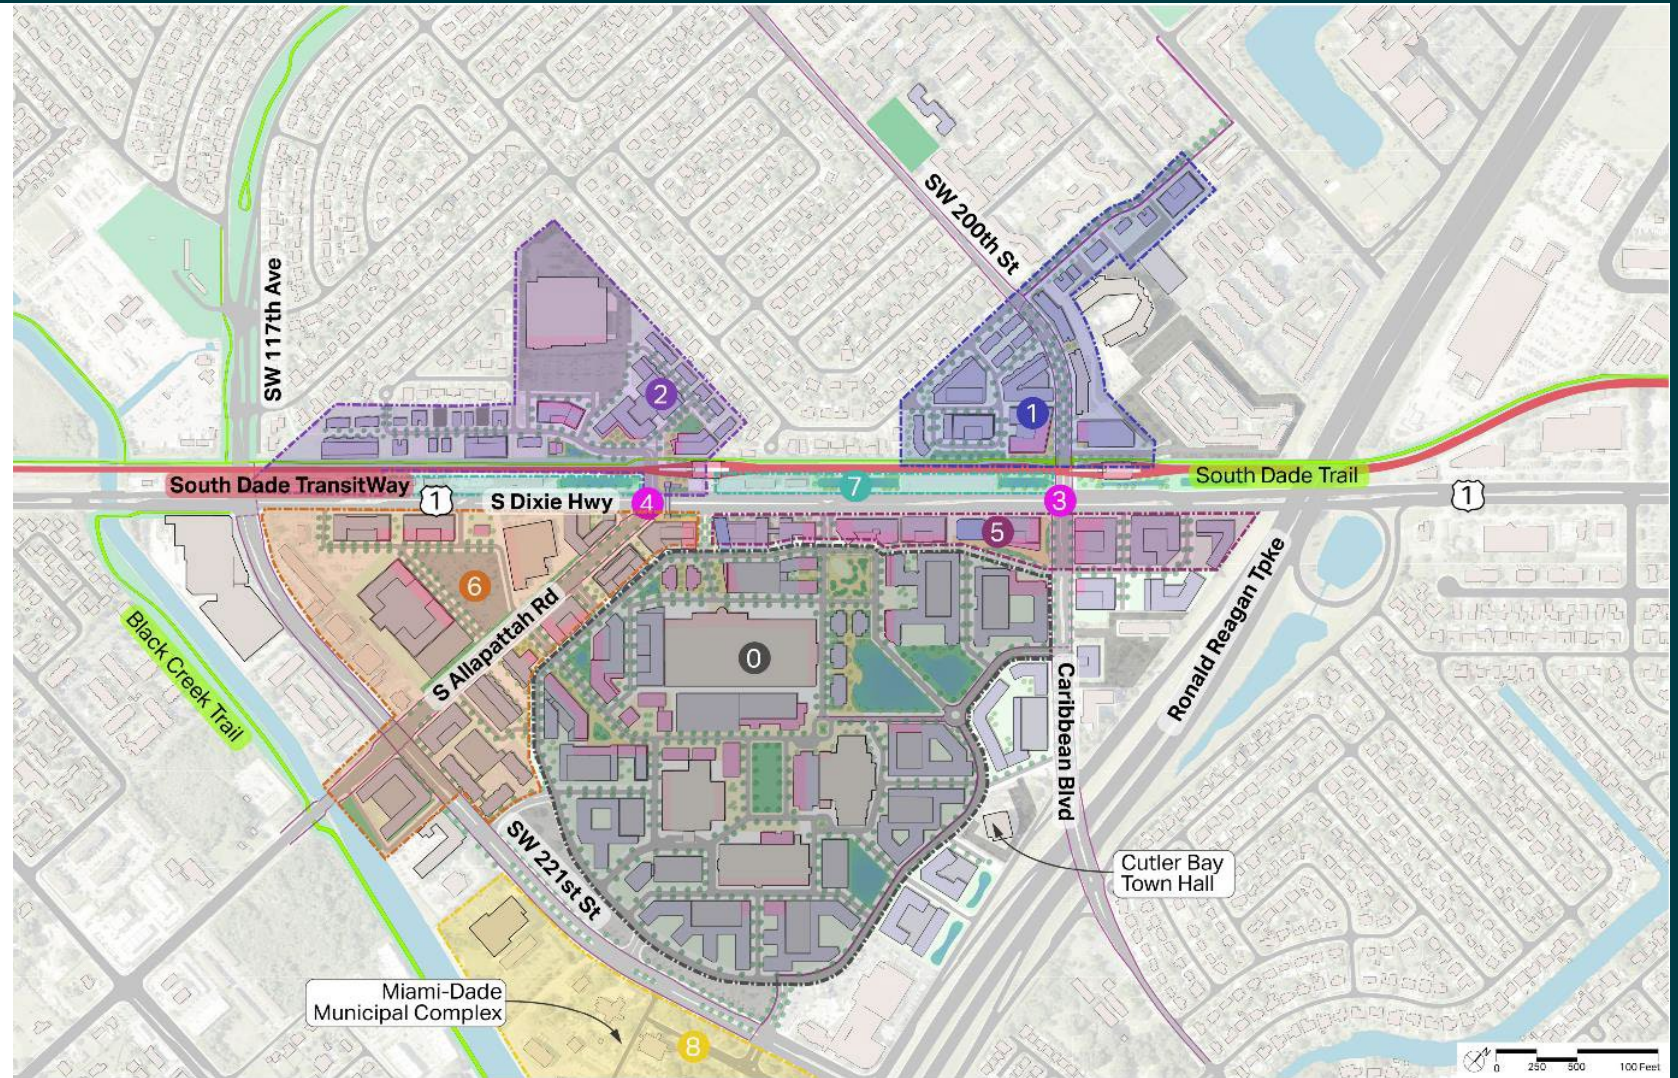 SW 200th St
SW 117th Ave
2
1
South Dade TransitWay
1
S Dixie Hwy
4
7
3
South Dade Trail
1
5
6
Black Creek Trail
S Allapattah Rd
0
Caribbean Blvd
Ronald Reagan Tpke
SW 221st St
Cutler Bay
Town Hall
Miami-Dade
Municipal Complex
8
N
0 250 500 100 Feet